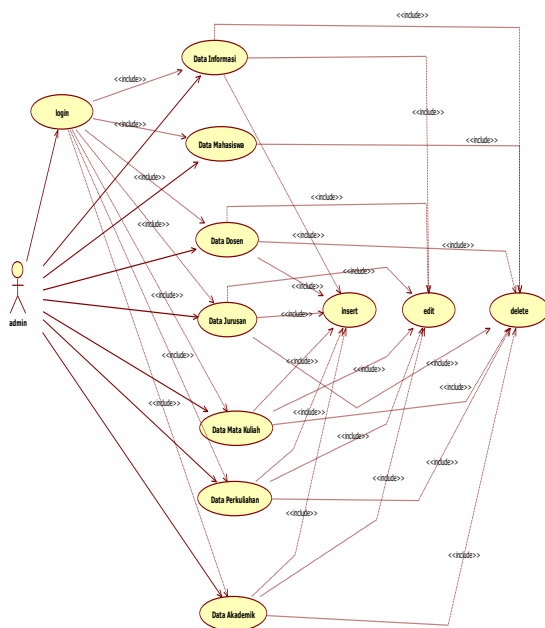 <<include>>
Data Informasi
<<include>>
login
<<include>>
<<include>>
Data Mahasiswa
<<include>>
<<include>>
<<include>>
<<include>>
Data Dosen
<<include>>
<<include>>
<<include>>
admin
<<include>>
<<include>>
<<include>>
Data Jurusan
<<include>>
insert
edit
delete
<<include>>
<<include>>
<<include>>
<<include>>
<<include>>
<<include>>
Data Mata Kuliah
<<include>>
<<include>>
<<include>>
<<include>>
Data Perkuliahan
<<include>>
<<include>>
<<include>>
Data Akademik